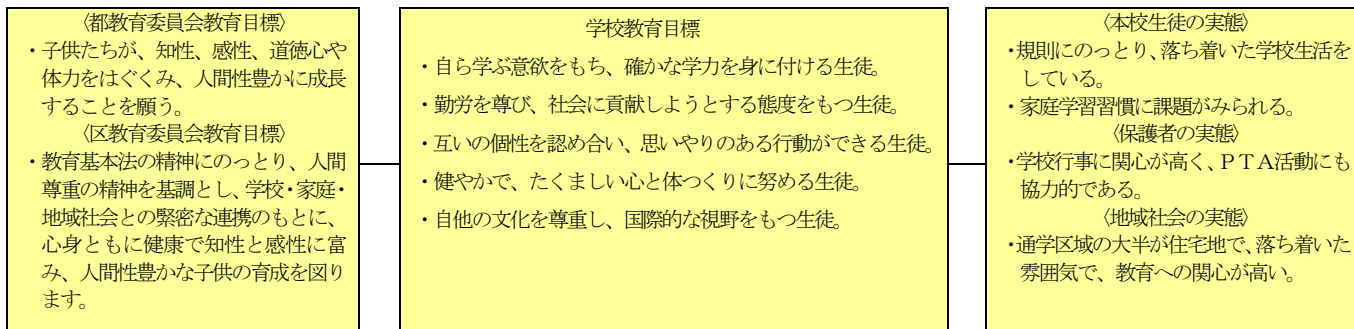 〈都教育委員会教育目標〉
・子供たちが、知性、感性、道徳心や
体力をはぐくみ、人間性豊かに成長
することを願う。
〈区教育委員会教育目標〉
・教育基本法の精神にのっとり、人間
尊重の精神を基調とし、学校・家庭・
地域社会との緊密な連携のもとに、
心身ともに健康で知性と感性に富
み、人間性豊かな子供の育成を図り
ます。
学校教育目標
・自ら学ぶ意欲をもち、確かな学力を身に付ける生徒。
・勤労を尊び、社会に貢献しようとする態度をもつ生徒。
・互いの個性を認め合い、思いやりのある行動ができる生徒。
・健やかで、たくましい心と体つくりに努める生徒。
・自他の文化を尊重し、国際的な視野をもつ生徒。
〈本校生徒の実態〉
・規則にのっとり、落ち着いた学校生活を
している。
・家庭学習習慣に課題がみられる。
〈保護者の実態〉
・学校行事に関心が高く、ＰＴＡ活動にも
協力的である。
〈地域社会の実態〉
・通学区域の大半が住宅地で、落ち着いた
雰囲気で、教育への関心が高い。